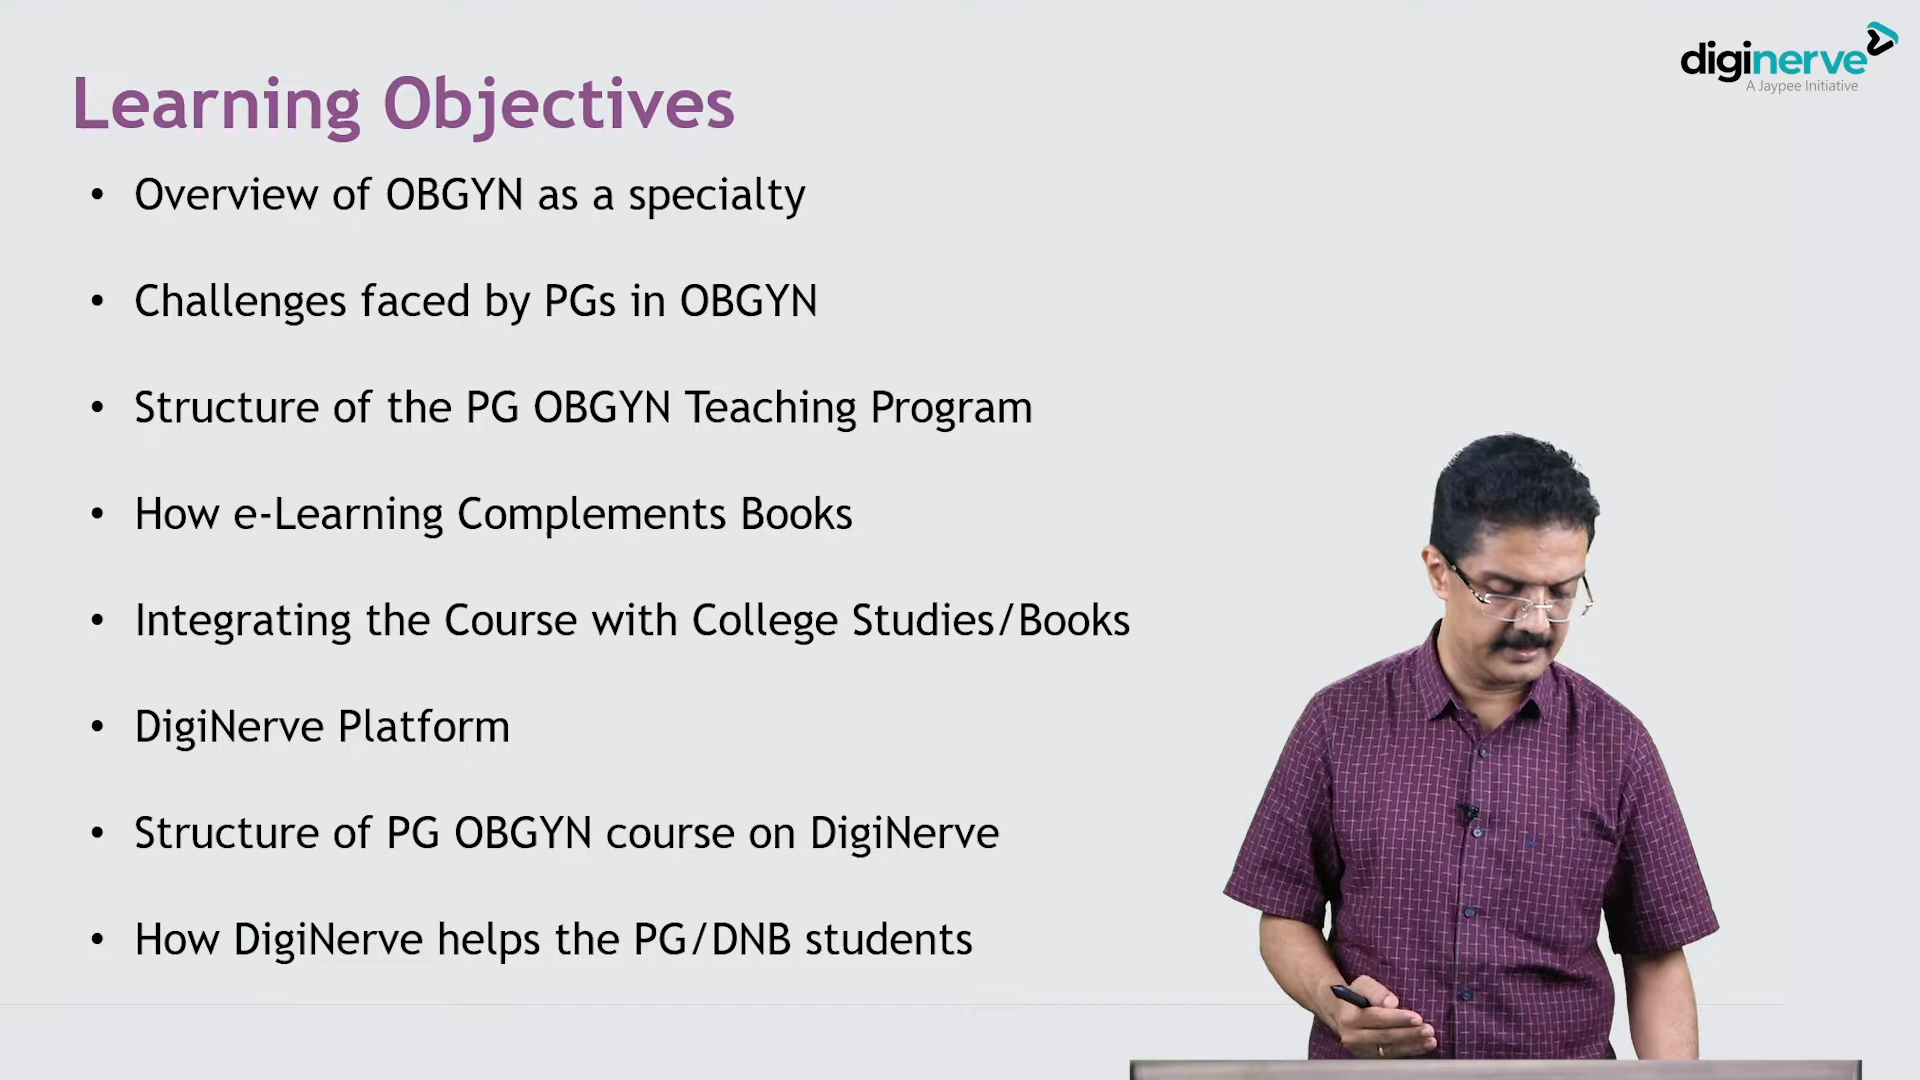 diginerve
A Jaypee Initiative
Learning Objectives
• Overview of OBGYN as a specialty
• Challenges faced by PGs in OBGYN
• Structure of the PG OBGYN Teaching Program
• How e-Learning Complements Books
• Integrating the Course with College Studies/Books
• DigiNerve Platform
• Structure of PG OBGYN course on DigiNerve
• How DigiNerve helps the PG/DNB students